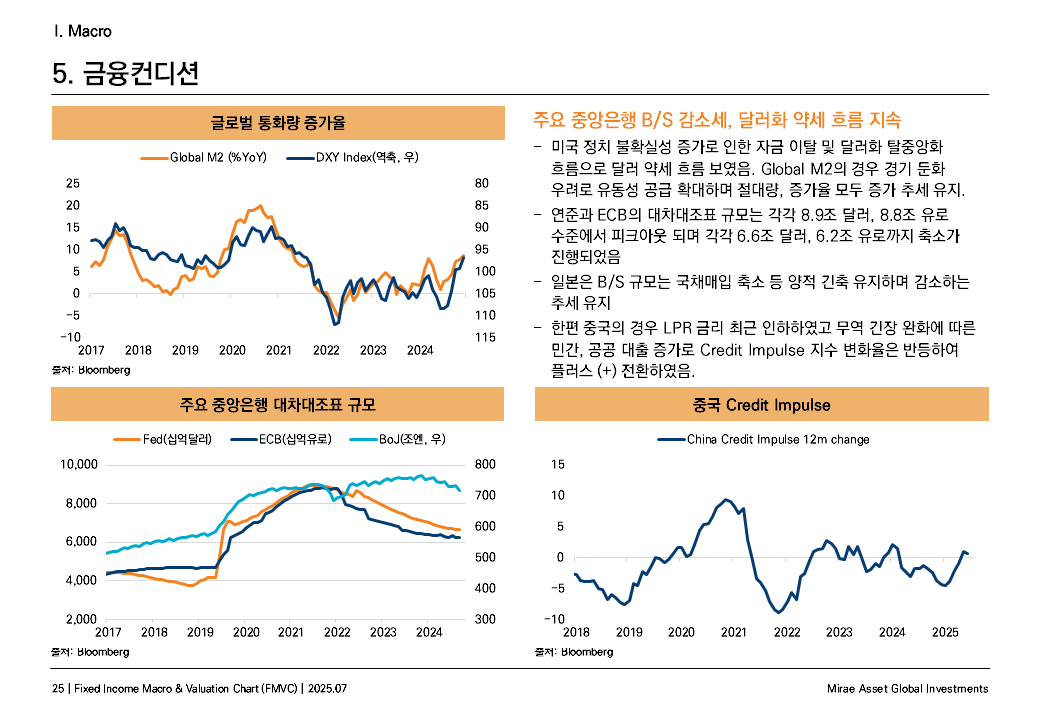 I. Macro
5. 금융컨디션
글로벌 통화량 증가율
Global M2 (%YoY)
DXY Index(역축, 우)
25
20
15
10
5
0
−5
−10
80
85
90
95
100
105
110
115
2017 2018 2019 2020 2021 2022 2023 2024
출처: Bloomberg
주요 중앙은행 B/S 감소세, 달러화 약세 흐름 지속
− 미국 정치 불확실성 증가로 인한 자금 이탈 및 달러화 탈중앙화
흐름으로 달러 약세 흐름 보였음. Global M2의 경우 경기 둔화
우려로 유동성 공급 확대하며 절대량, 증가율 모두 증가 추세 유지.
− 연준과 ECB의 대차대조표 규모는 각각 8.9조 달러, 8.8조 유로
수준에서 피크아웃 되며 각각 6.6조 달러, 6.2조 유로까지 축소가
진행되었음
− 일본은 B/S 규모는 국채매입 축소 등 양적 긴축 유지하며 감소하는
추세 유지
− 한편 중국의 경우 LPR 금리 최근 인하하였고 무역 긴장 완화에 따른
민간, 공공 대출 증가로 Credit Impulse 지수 변화율은 반등하여
플러스 (+) 전환하였음.
주요 중앙은행 대차대조표 규모
Fed(십억달러)
ECB(십억유로)
BoJ(조엔, 우)
10,000
8,000
6,000
4,000
2,000
800
700
600
500
400
300
2017 2018 2019 2020 2021 2022 2023 2024
출처: Bloomberg
중국 Credit Impulse
China Credit Impulse 12m change
15
10
5
0
−5
−10
2018 2019 2020 2021 2022 2023 2024 2025
출처: Bloomberg
25 | Fixed Income Macro & Valuation Chart (FMVC) | 2025.07
Mirae Asset Global Investments